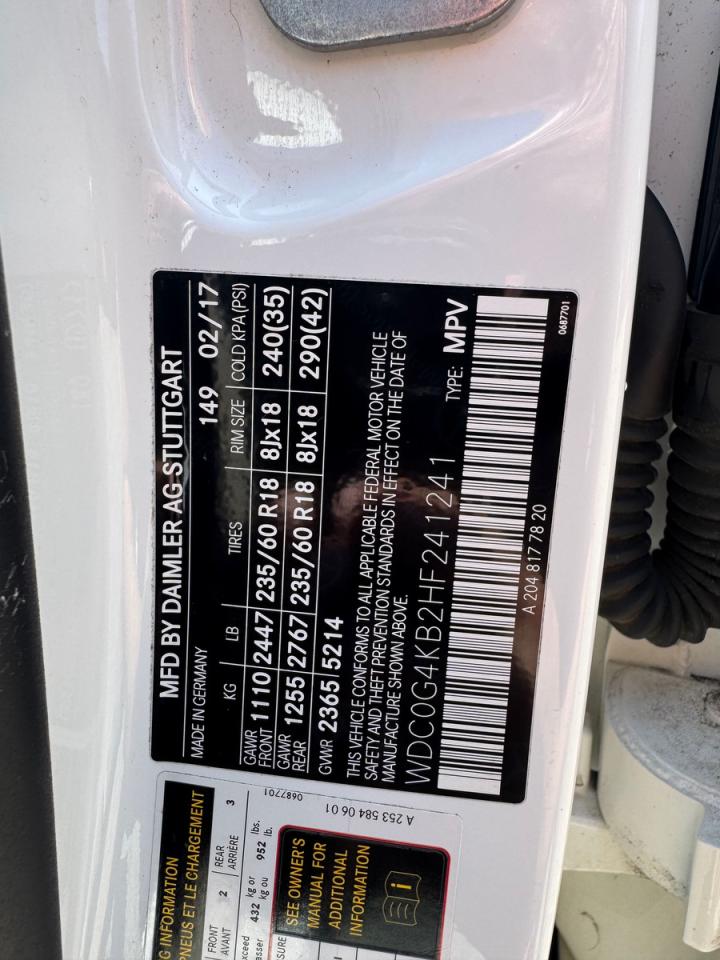 MFD BY DAIMLER AG STUTTGART
MADE IN GERMANY 149 02/17
KG LB TIRES RIM SIZE COLD KPA (PSI)
GAWR FRONT 1110 2447 235/60 R18 8Jx18 240(35)
GAWR REAR 1255 2767 235/60 R18 8Jx18 290(42)
GVWR 2365 5214
THIS VEHICLE CONFORMS TO ALL APPLICABLE FEDERAL MOTOR VEHICLE
SAFETY AND THEFT PREVENTION STANDARDS IN EFFECT ON THE DATE OF
MANUFACTURE SHOWN ABOVE.
WDC0G4KB2HF241241 TYPE: MPV
A 204 817 78 20
0687701
INFORMATION
PNEUS ET LE CHARGEMENT
FRONT 2 REAR 3
AVANT ARRIÈRE
432 kg or 952 lbs.
kg ou lb.
SEE OWNER'S
MANUAL FOR
ADDITIONAL
INFORMATION
0687701
A 253 584 06 01